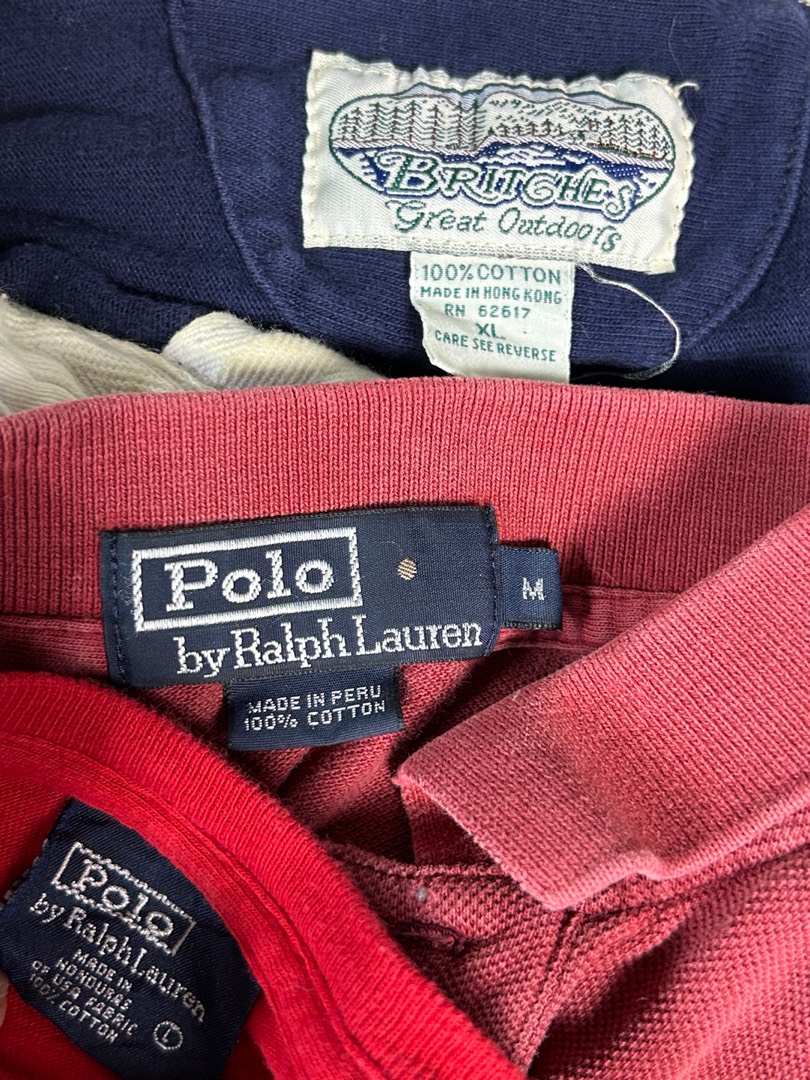 BRITCHES
Great Outdoors
100% COTTON
MADE IN HONG KONG
RN 62617
XL
CARE SEE REVERSE
Polo
by Ralph Lauren
M
MADE IN PERU
100% COTTON
Polo
by Ralph Lauren
MADE IN
HONDURAS
OF USA FABRIC
100% COTTON
L